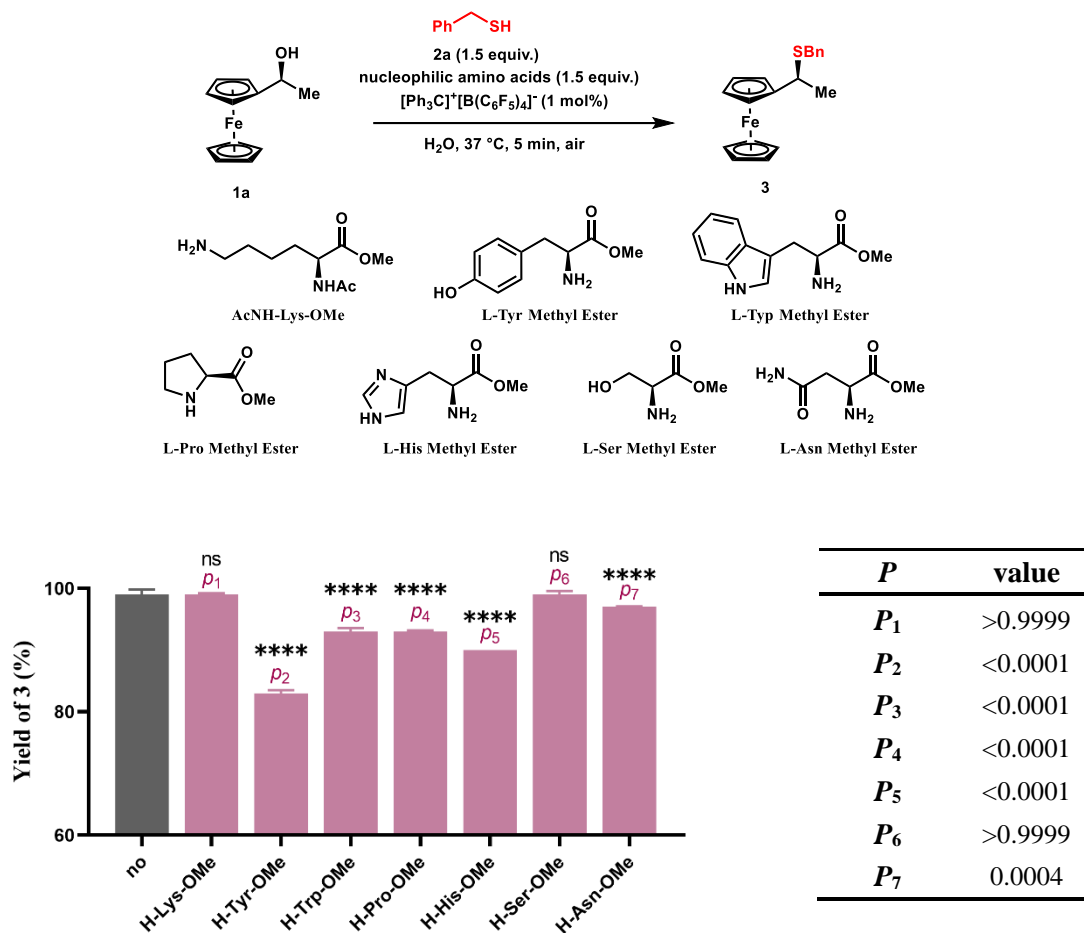 Ph SH
2a (1.5 equiv.)
nucleophilic amino acids (1.5 equiv.)
[Ph₃C]⁺[B(C₆F₅)₄]⁻ (1 mol%)
H₂O, 37 °C, 5 min, air
OH
Me
Fe
1a
SBn
Me
Fe
3
H₂N
O
OMe
NHAc
AcNH-Lys-OMe
HO
O
OMe
NH₂
L-Tyr Methyl Ester
HN
O
OMe
NH₂
L-Typ Methyl Ester
N
H
O
OMe
L-Pro Methyl Ester
N
HN
O
OMe
NH₂
L-His Methyl Ester
HO
O
OMe
NH₂
L-Ser Methyl Ester
H₂N
O
O
OMe
NH₂
L-Asn Methyl Ester
Yield of 3 (%)
100
80
60
ns
p₁
****
p₂
****
p₃
****
p₄
****
p₅
ns
p₆
****
p₇
no
H-Lys-OMe
H-Tyr-OMe
H-Trp-OMe
H-Pro-OMe
H-His-OMe
H-Ser-OMe
H-Asn-OMe
P value
P₁ >0.9999
P₂ <0.0001
P₃ <0.0001
P₄ <0.0001
P₅ <0.0001
P₆ >0.9999
P₇ 0.0004